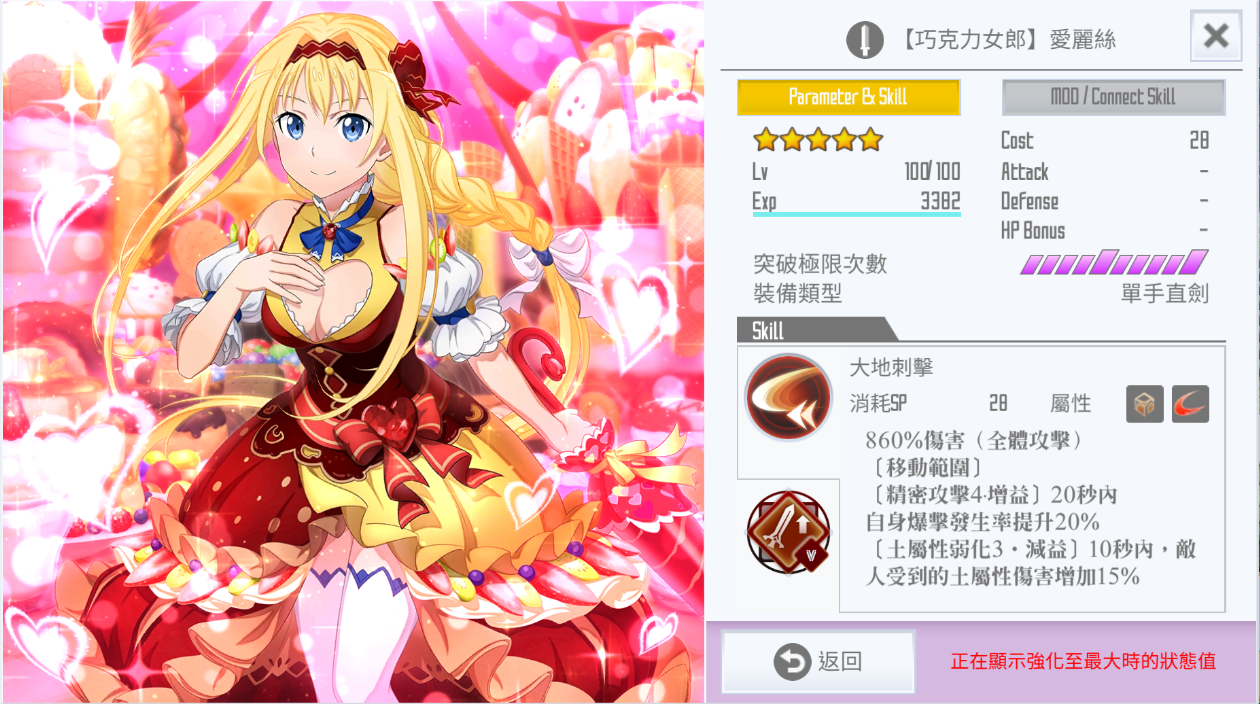 【巧克力女郎】愛麗絲
Parameter & Skill
MOD / Connect Skill
Lv 100/100
Exp 3382
Cost 28
Attack -
Defense -
HP Bonus -
突破極限次數
裝備類型 單手直劍
Skill
大地刺擊
消耗SP 28 屬性
860%傷害（全體攻擊）
〔移動範圍〕
〔精密攻擊4·增益〕20秒內
自身爆擊發生率提升20%
〔土屬性弱化3・減益〕10秒內，敵
人受到的土屬性傷害增加15%
V
返回
正在顯示強化至最大時的狀態值